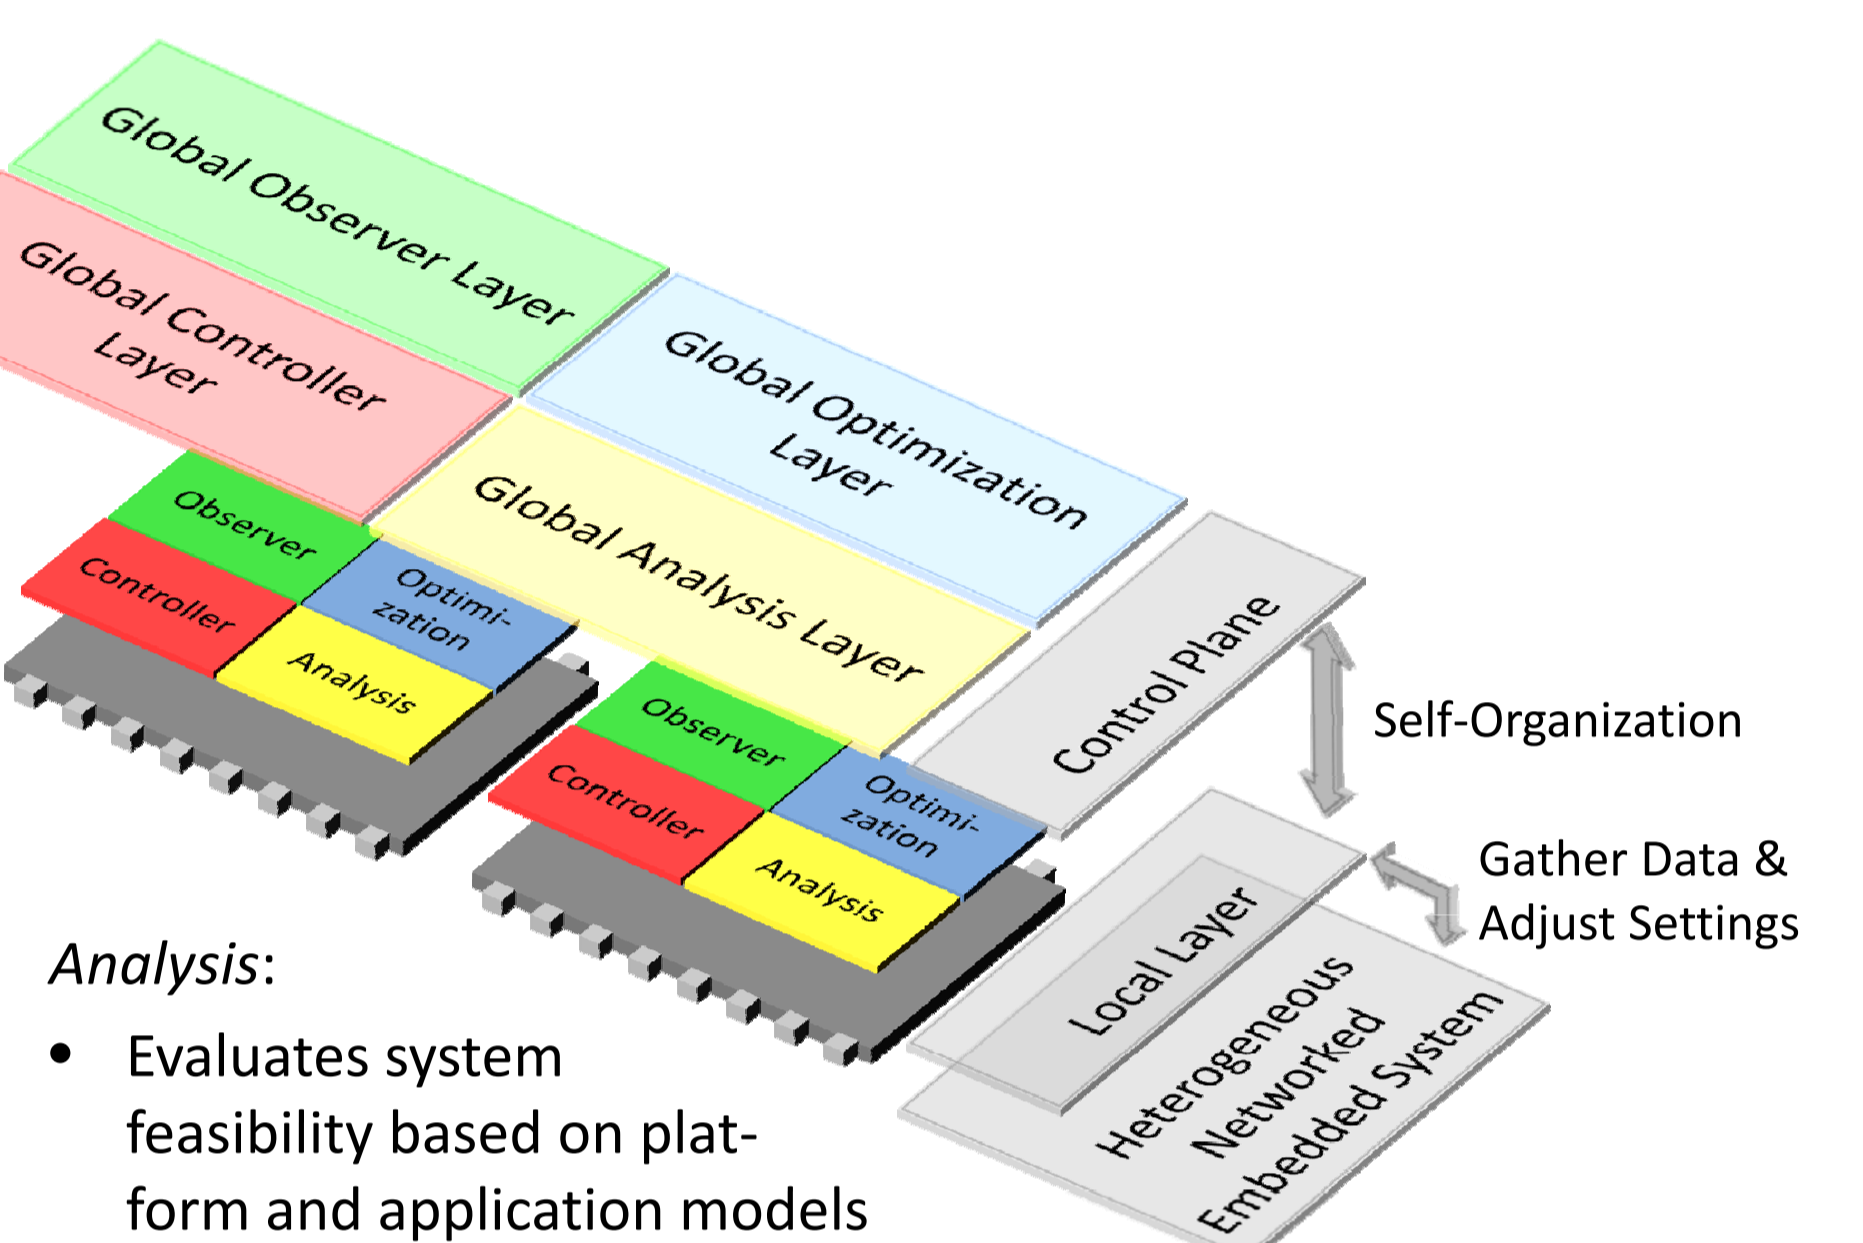 Global Observer Layer
Global Controller
Layer
Global Optimization
Layer
Global Analysis Layer
Observer
Controller
Optimi-
zation
Analysis
Observer
Controller
Optimi-
zation
Analysis
Control Plane
Self-Organization
Gather Data &
Adjust Settings
Local Layer
Heterogeneous
Networked
Embedded System
Analysis:
• Evaluates system
feasibility based on plat-
form and application models